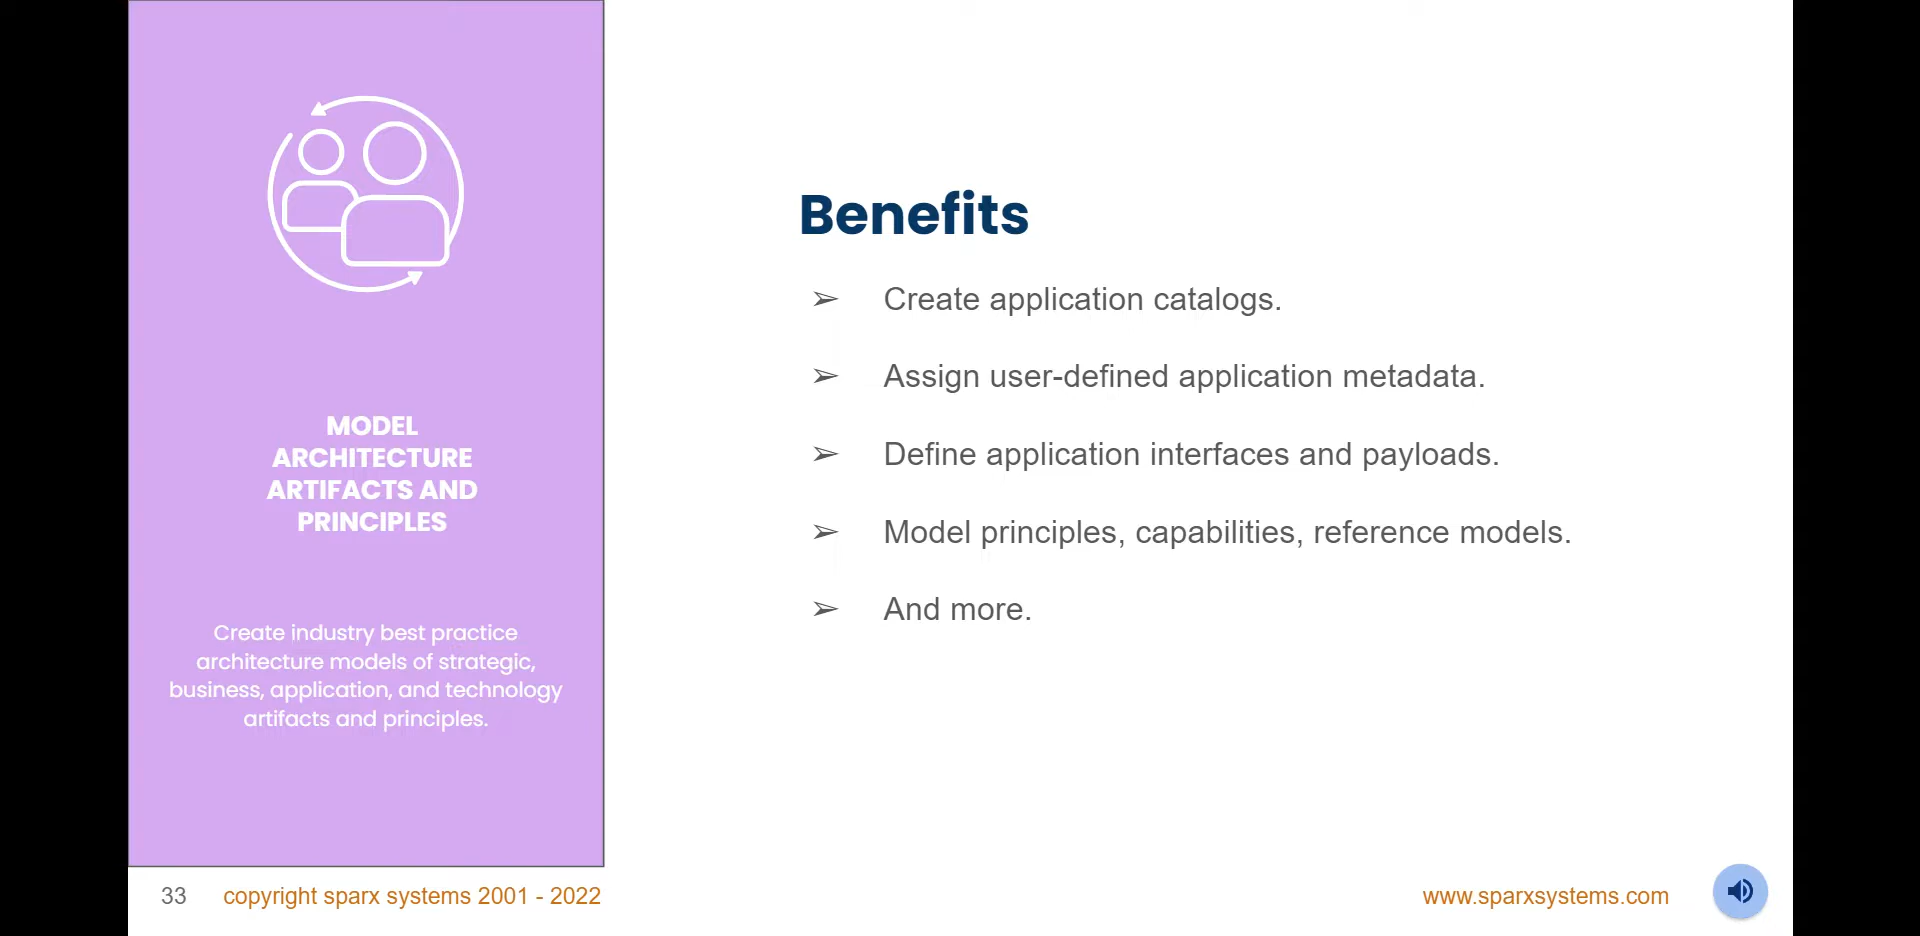 MODEL
ARCHITECTURE
ARTIFACTS AND
PRINCIPLES
Create industry best practice
architecture models of strategic,
business, application, and technology
artifacts and principles.
Benefits
➢ Create application catalogs.
➢ Assign user-defined application metadata.
➢ Define application interfaces and payloads.
➢ Model principles, capabilities, reference models.
➢ And more.
33 copyright sparx systems 2001 - 2022
www.sparxsystems.com